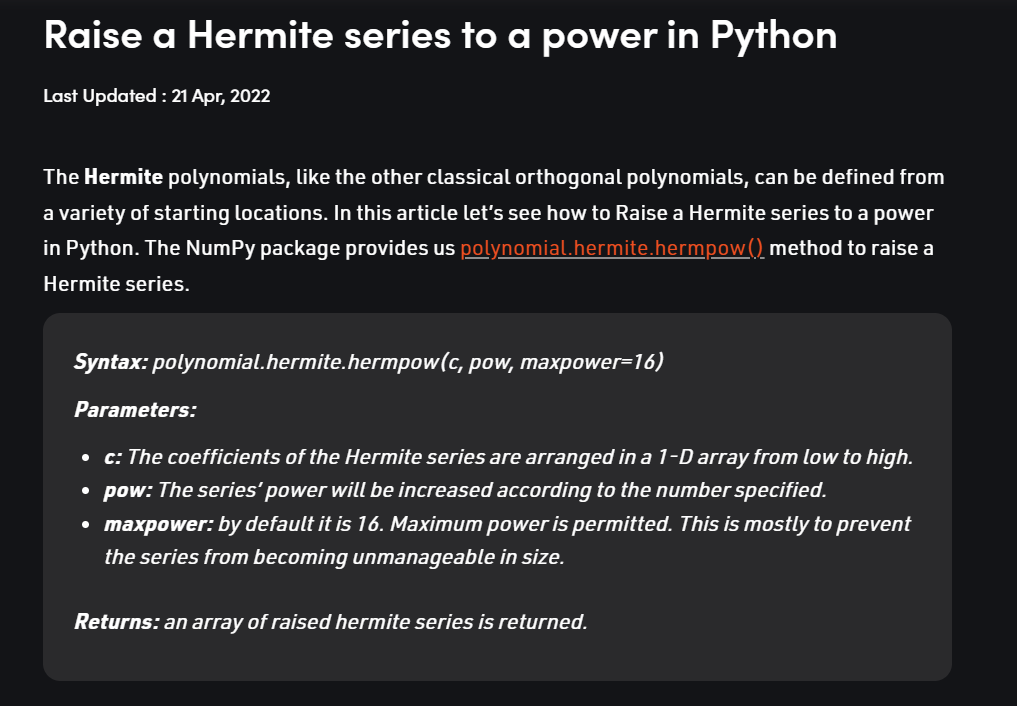 Raise a Hermite series to a power in Python
Last Updated : 21 Apr, 2022
The Hermite polynomials, like the other classical orthogonal polynomials, can be defined from
a variety of starting locations. In this article let's see how to Raise a Hermite series to a power
in Python. The NumPy package provides us polynomial.hermite.hermpow() method to raise a
Hermite series.
Syntax: polynomial.hermite.hermpow(c, pow, maxpower=16)
Parameters:
• c: The coefficients of the Hermite series are arranged in a 1-D array from low to high.
• pow: The series' power will be increased according to the number specified.
• maxpower: by default it is 16. Maximum power is permitted. This is mostly to prevent
the series from becoming unmanageable in size.
Returns: an array of raised hermite series is returned.